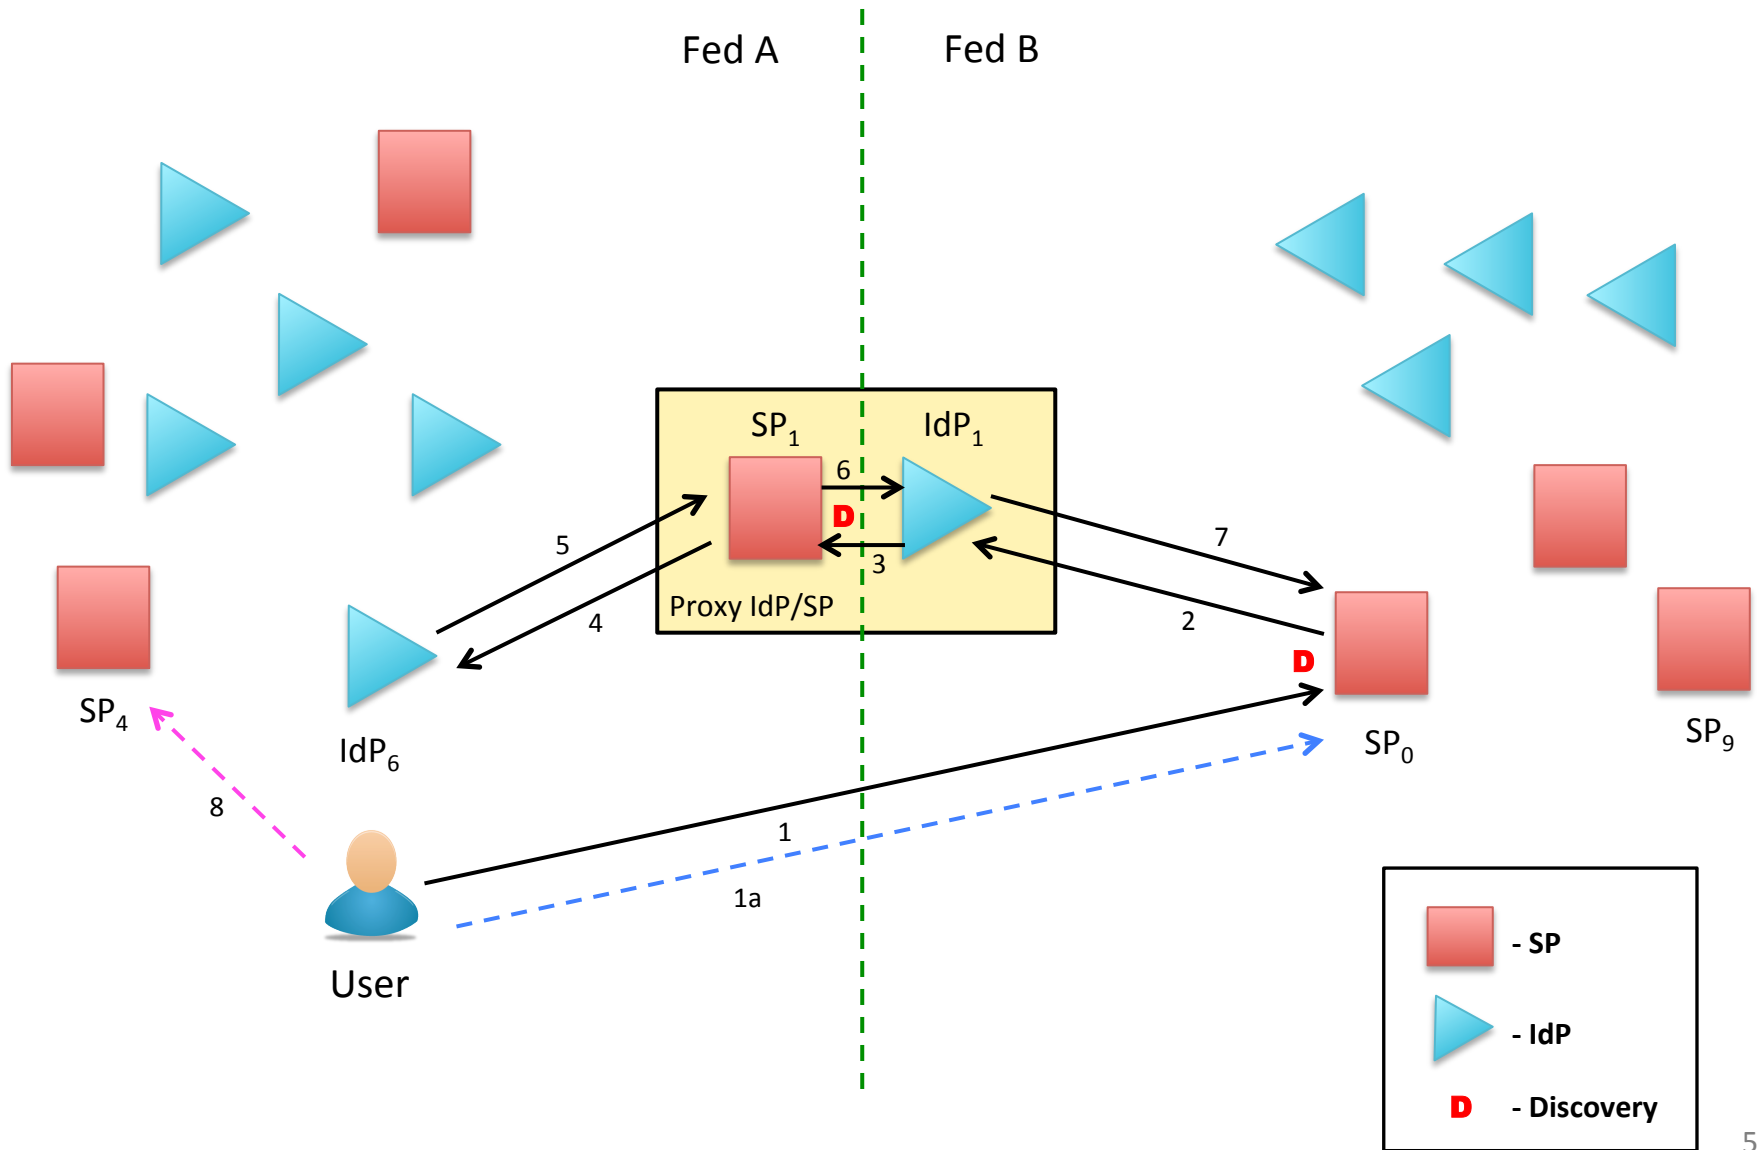 Fed A
Fed B
SP₁
IdP₁
6
D
3
5
4
7
2
Proxy IdP/SP
D
SP₄
IdP₆
SP₀
SP₉
8
1
1a
User
- SP
- IdP
D - Discovery
5